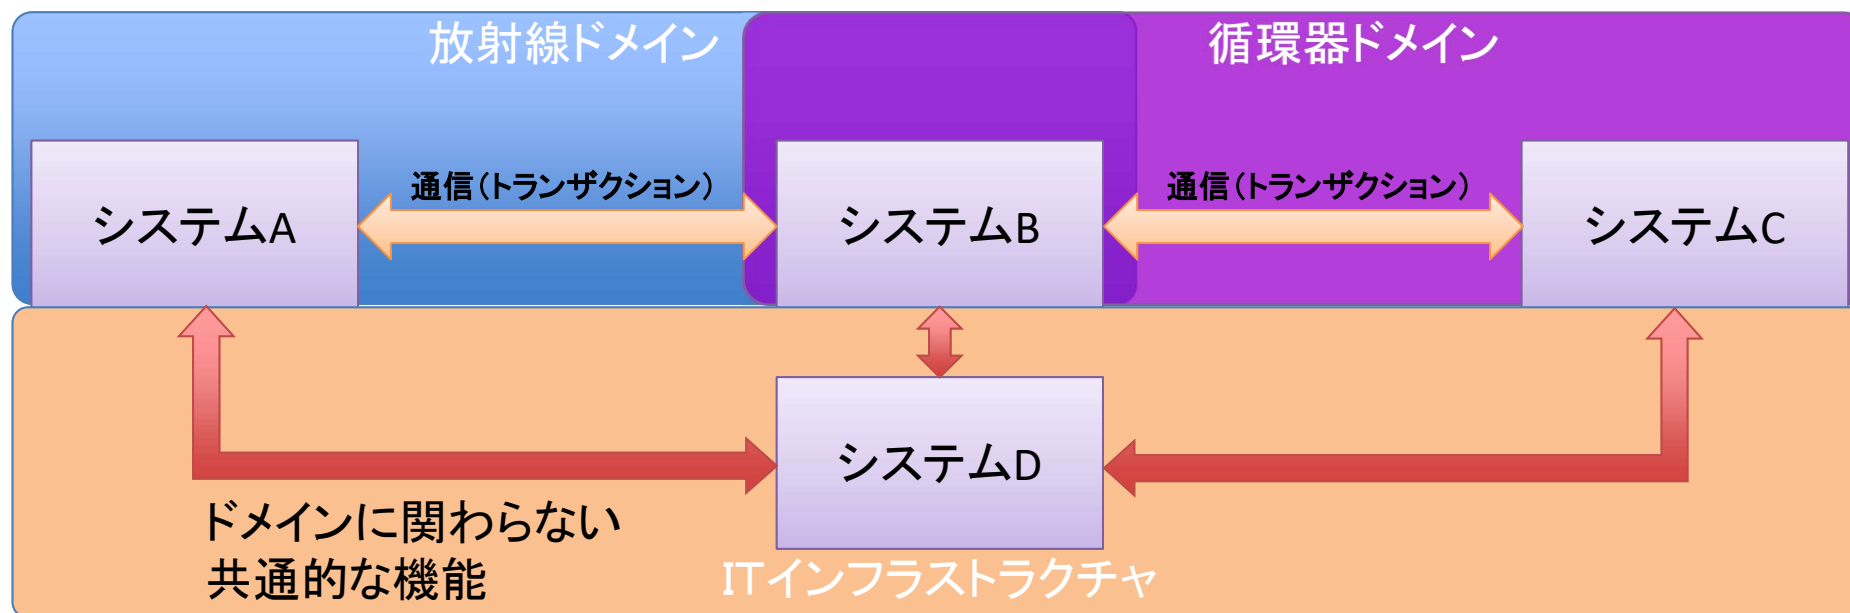 放射線ドメイン
循環器ドメイン
通信(トランザクション)
通信(トランザクション)
システムA
システムB
システムC
システムD
ドメインに関わらない
共通的な機能
ITインフラストラクチャ